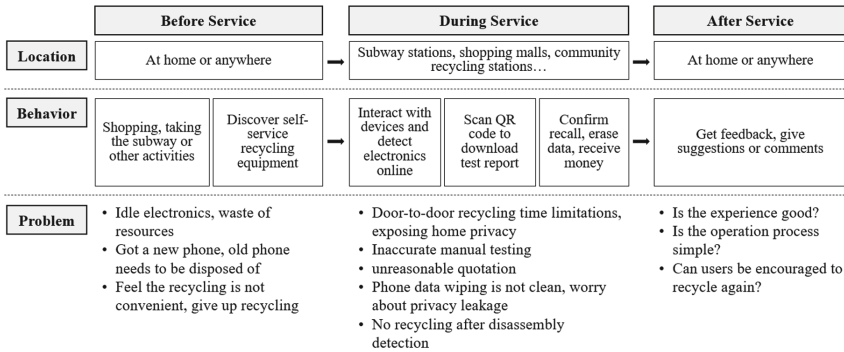 Before Service
During Service
After Service
Location
At home or anywhere
Subway stations, shopping malls, community
recycling stations…
At home or anywhere
Behavior
Shopping, taking
the subway or
other activities
Discover self-
service
recycling
equipment
Interact with
devices and
detect
electronics
online
Scan QR
code to
download
test report
Confirm
recall, erase
data, receive
money
Get feedback, give
suggestions or comments
Problem
• Idle electronics, waste of
resources
• Got a new phone, old phone
needs to be disposed of
• Feel the recycling is not
convenient, give up recycling
• Door-to-door recycling time limitations,
exposing home privacy
• Inaccurate manual testing
• unreasonable quotation
• Phone data wiping is not clean, worry
about privacy leakage
• No recycling after disassembly
detection
• Is the experience good?
• Is the operation process
simple?
• Can users be encouraged to
recycle again?